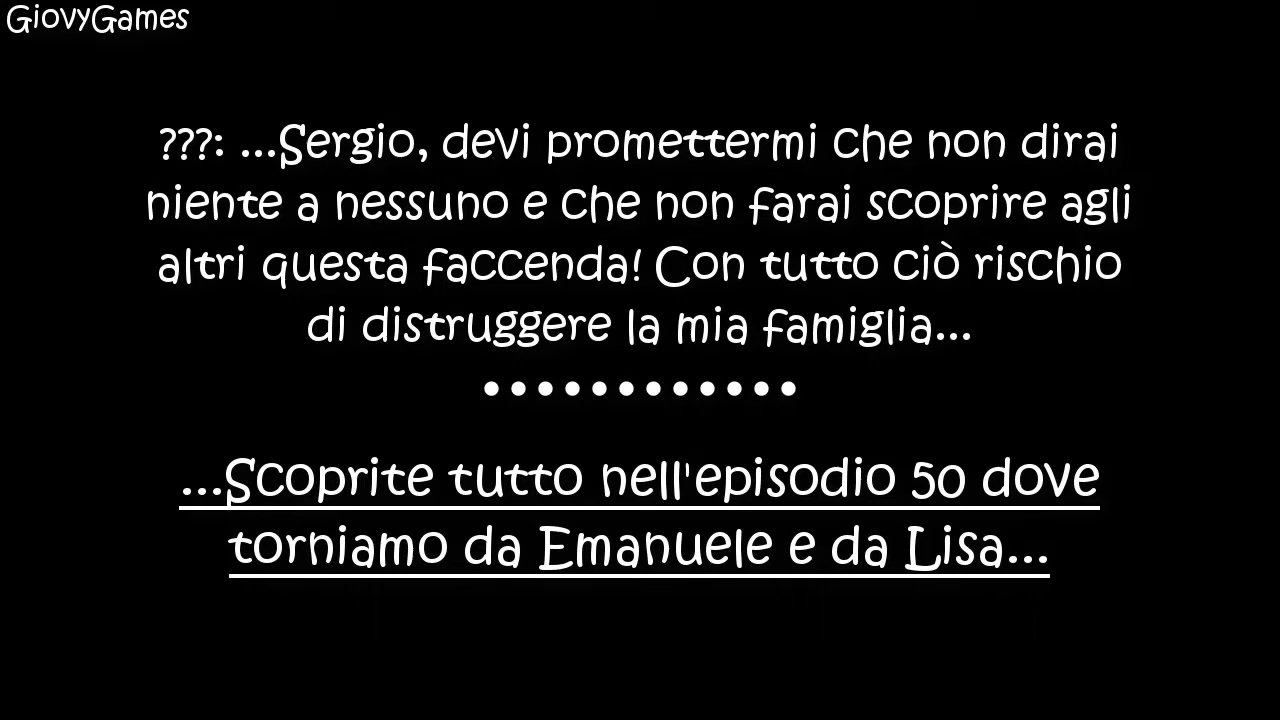 GiovyGames
???: ...Sergio, devi promettermi che non dirai
niente a nessuno e che non farai scoprire agli
altri questa faccenda! Con tutto ciò rischio
di distruggere la mia famiglia...
••••••••••••
...Scoprite tutto nell'episodio 50 dove
torniamo da Emanuele e da Lisa...